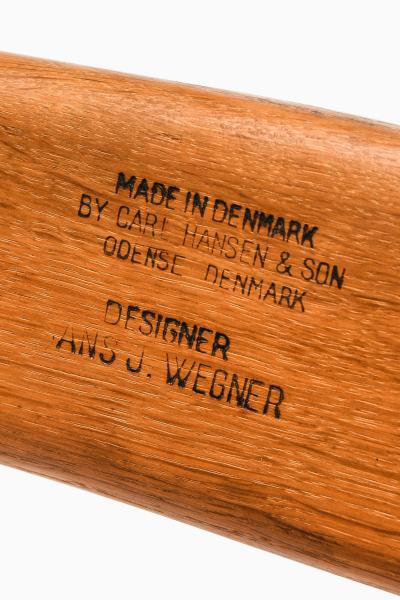 MADE IN DENMARK
BY CARL HANSEN & SON
ODENSE DENMARK
DESIGNER
ANS J. WEGNER